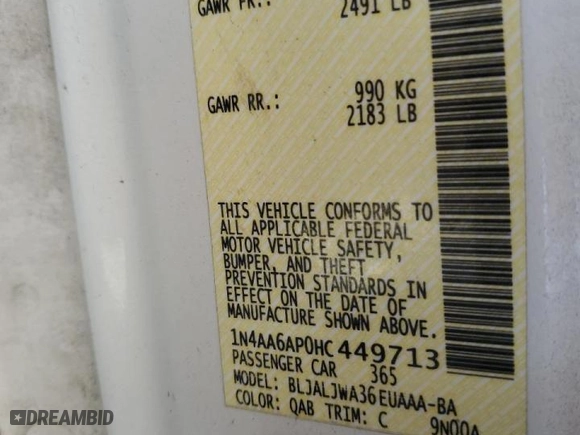 GAWR FR.: 2491 LB
GAWR RR.: 990 KG
2183 LB
THIS VEHICLE CONFORMS TO
ALL APPLICABLE FEDERAL
MOTOR VEHICLE SAFETY,
BUMPER, AND THEFT
PREVENTION STANDARDS IN
EFFECT ON THE DATE OF
MANUFACTURE SHOWN ABOVE.
1N4AA6AP0HC449713
PASSENGER CAR 365
MODEL: BLJALJWA36EUAAA-BA
COLOR: QAB TRIM: C 9N00A
DREAMBID